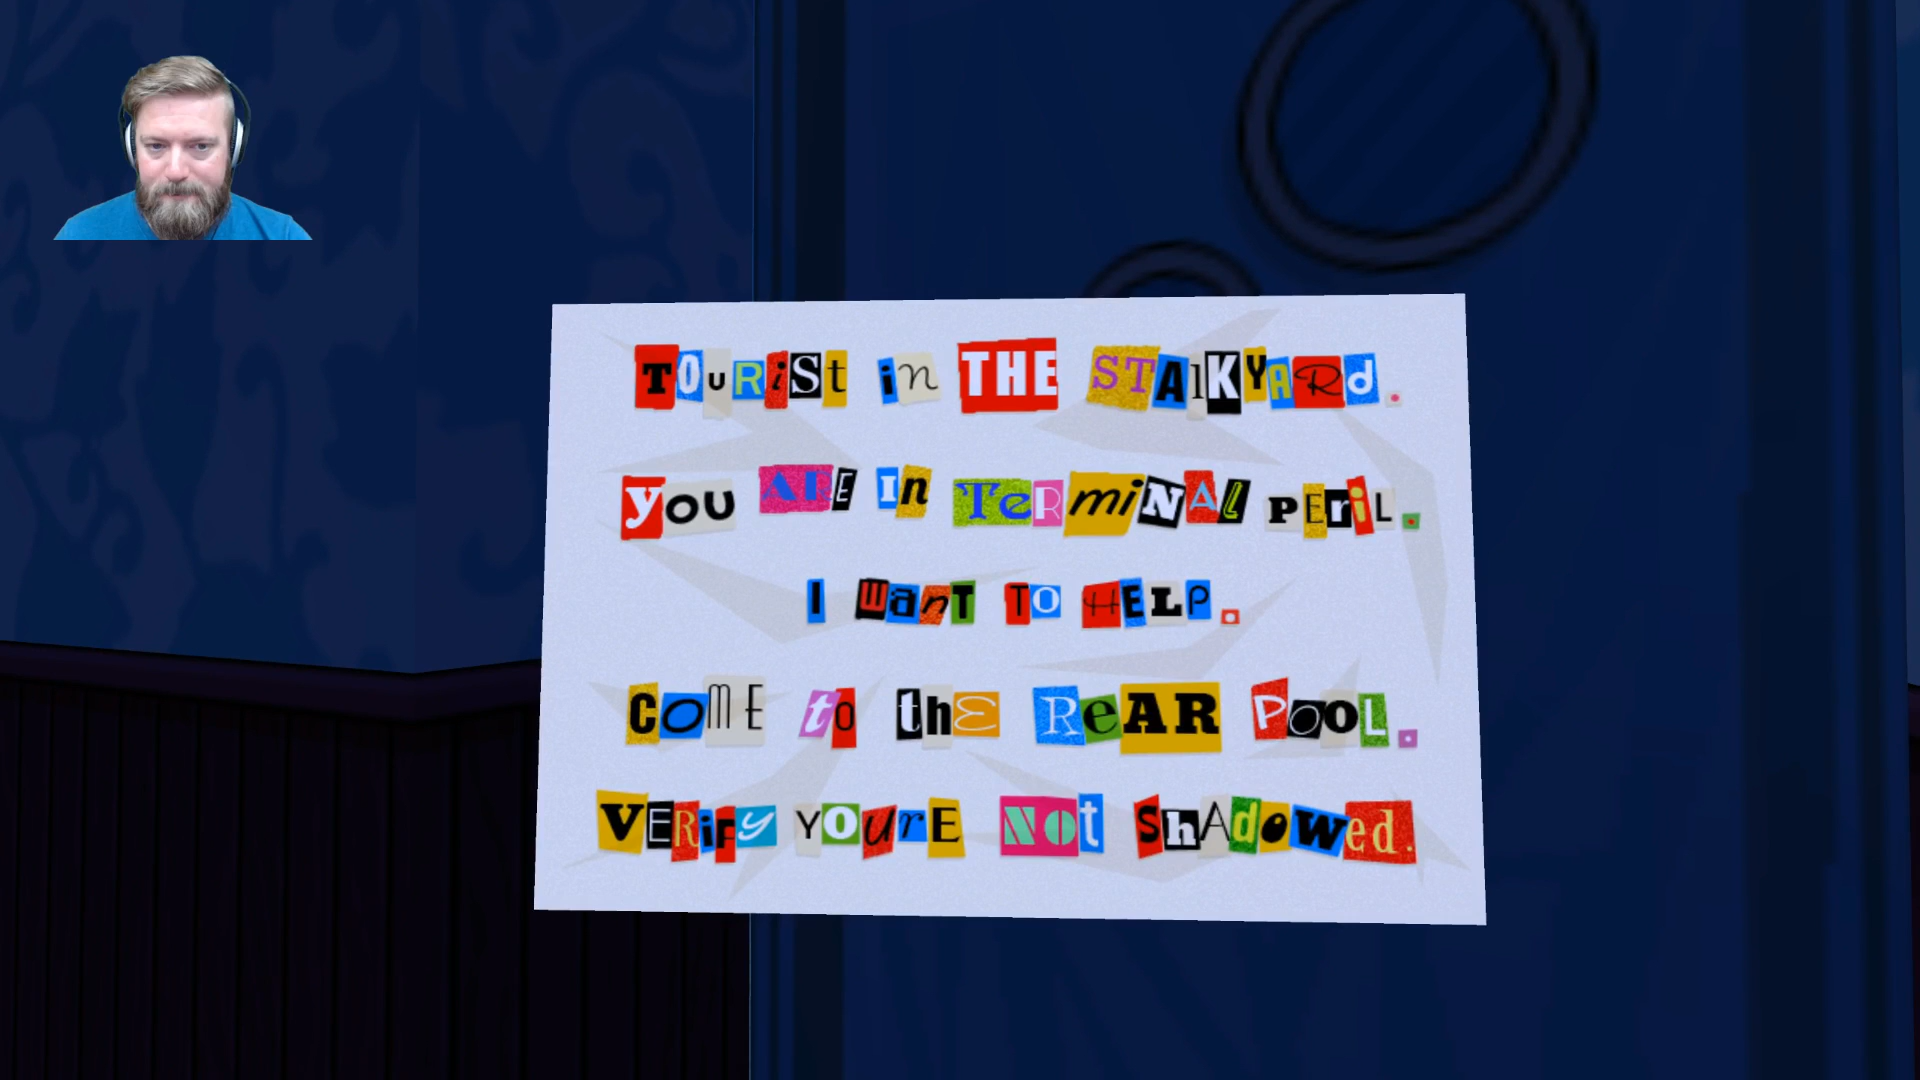 TOuRiSt in THE STAlKYARd.
you ArE In TeRmiNAL PEriL.
I WanT TO HELP.
COME to thE ReAR POOL.
VERiFy YOUrE NOt ShAdOWed.